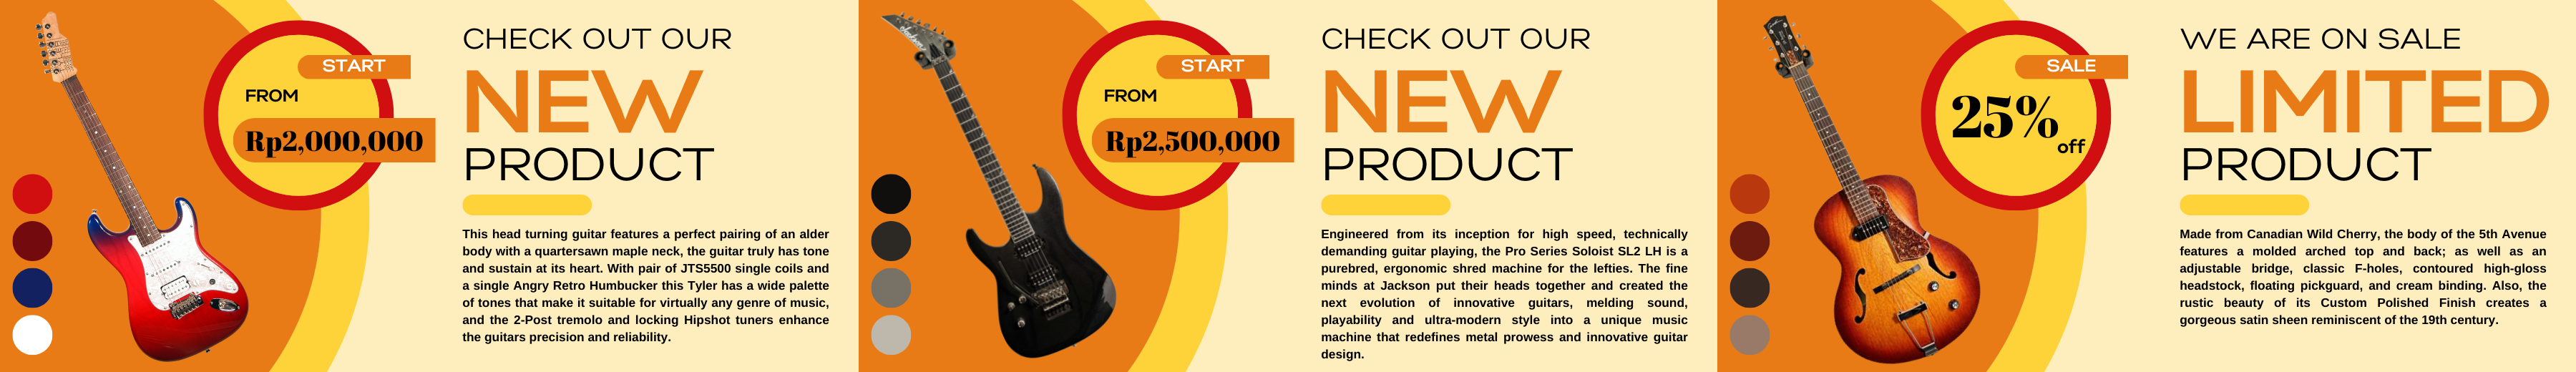 START
FROM
Rp2,000,000
CHECK OUT OUR
NEW
PRODUCT
This head turning guitar features a perfect pairing of an alder
body with a quartersawn maple neck, the guitar truly has tone
and sustain at its heart. With pair of JTS5500 single coils and
a single Angry Retro Humbucker this Tyler has a wide palette
of tones that make it suitable for virtually any genre of music,
and the 2-Post tremolo and locking Hipshot tuners enhance
the guitars precision and reliability.
Jackson
START
FROM
Rp2,500,000
CHECK OUT OUR
NEW
PRODUCT
Engineered from its inception for high speed, technically
demanding guitar playing, the Pro Series Soloist SL2 LH is a
purebred, ergonomic shred machine for the lefties. The fine
minds at Jackson put their heads together and created the
next evolution of innovative guitars, melding sound,
playability and ultra-modern style into a unique music
machine that redefines metal prowess and innovative guitar
design.
SALE
25%
off
WE ARE ON SALE
LIMITED
PRODUCT
Made from Canadian Wild Cherry, the body of the 5th Avenue
features a molded arched top and back; as well as an
adjustable bridge, classic F-holes, contoured high-gloss
headstock, floating pickguard, and cream binding. Also, the
rustic beauty of its Custom Polished Finish creates a
gorgeous satin sheen reminiscent of the 19th century.